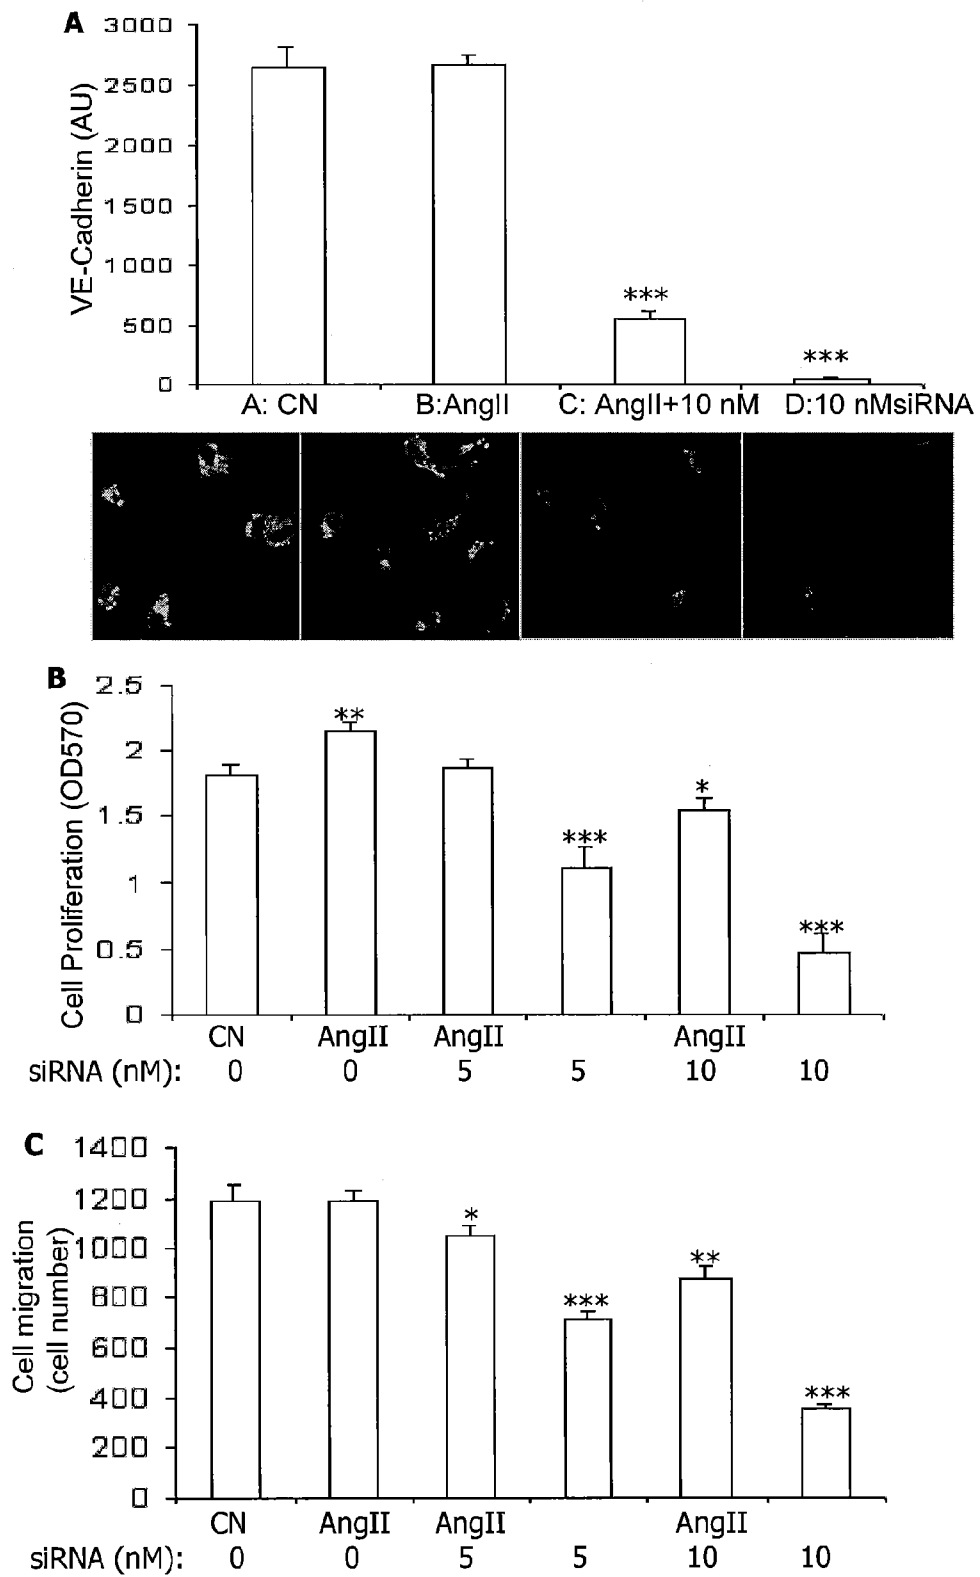 A
3000
2500
2000
1500
1000
500
0
VE-Cadherin (AU)
***
***
A: CN B:AngII C: AngII+10 nM D:10 nMsiRNA
B
2.5
2
1.5
1
0.5
0
Cell Proliferation (OD570)
**
***
*
***
CN AngII AngII AngII
siRNA (nM): 0 0 5 5 10 10
C
1400
1200
1000
800
600
400
200
0
Cell migration
(cell number)
*
***
**
***
CN AngII AngII AngII
siRNA (nM): 0 0 5 5 10 10